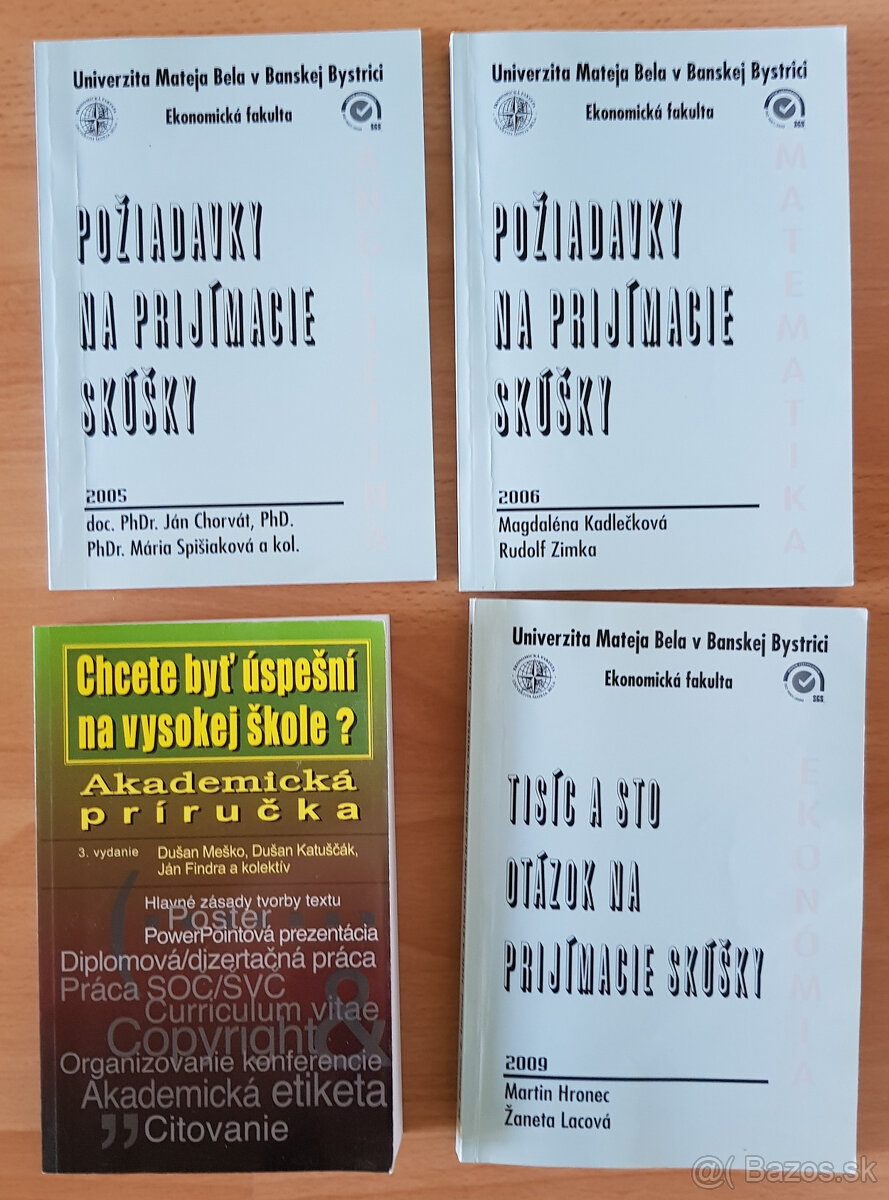 Univerzita Mateja Bela v Banskej Bystrici
Ekonomická fakulta
SGS
POŽIADAVKY
NA PRIJÍMACIE
SKÚŠKY
ANGLIČTINA
2005
doc. PhDr. Ján Chorvát, PhD.
PhDr. Mária Spišiaková a kol.
Univerzita Mateja Bela v Banskej Bystrici
Ekonomická fakulta
SGS
POŽIADAVKY
NA PRIJÍMACIE
SKÚŠKY
MATEMATIKA
2006
Magdaléna Kadlečková
Rudolf Zimka
Chcete byť úspešní
na vysokej škole ?
Akademická
príručka
3. vydanie
Dušan Meško, Dušan Katuščák,
Ján Findra a kolektív
Hlavné zásady tvorby textu
Poster
PowerPointová prezentácia
Diplomová/dizertačná práca
Práca SOČ/ŠVČ
Curriculum vitae
Copyright &
Organizovanie konferencie
Akademická etiketa
Citovanie
Univerzita Mateja Bela v Banskej Bystrici
Ekonomická fakulta
SGS
TISÍC A STO
OTÁZOK NA
PRIJÍMACIE SKÚŠKY
EKONÓMIA
2009
Martin Hronec
Žaneta Lacová
@( Bazos.sk